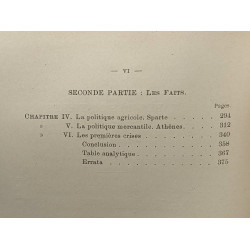 — VI —
SECONDE PARTIE : LES FAITS.
Pages
CHAPITRE IV. La politique agricole. Sparte . . . . . 294
» V. La politique mercantile. Athènes . . . . 312
» VI. Les premières crises . . . . . . . 340
Conclusion . . . . . . . . . 358
Table analytique . . . . . . . . 367
Errata . . . . . . . . . . 375